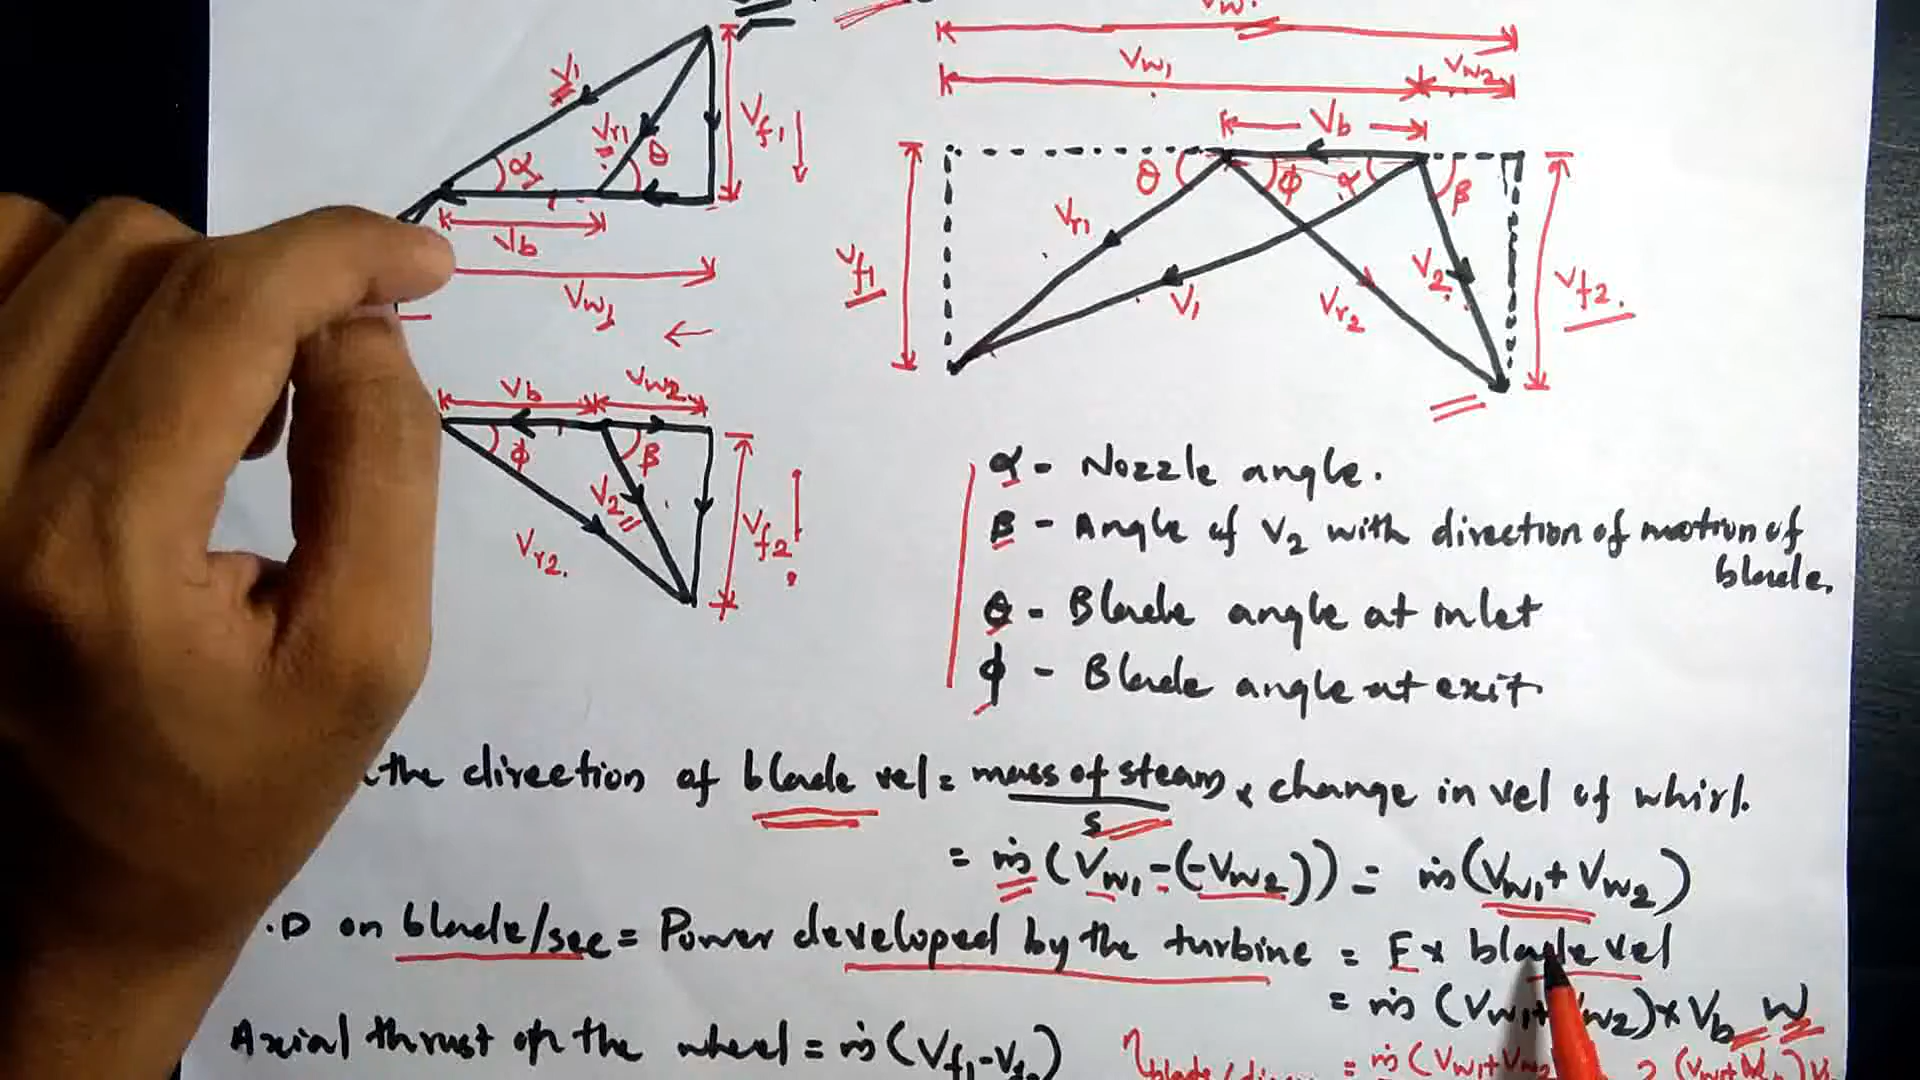 V₁
Vr₁
α
θ
Vf₁
Vb
Vw₁
Vb
Vw₂
ϕ
β
V₂
Vr₂.
Vf₂
Vw₁
Vw₂
Vb
θ
ϕ
α
β
Vr₁
Vf₁
V₁
Vr₂
V₂
Vf₂.
α - Nozzle angle.
β - Angle of V₂ with direction of motion of
blade.
θ - Blade angle at inlet
ϕ - Blade angle at exit
the direction of blade vel = mass of steam/s × change in vel of whirl.
= ṁ (Vw₁ - (-Vw₂)) = ṁ (Vw₁ + Vw₂)
.D on blade/sec = Power developed by the turbine = F × blade vel
= ṁ (Vw₁+ w₂) × Vb W
Axial thrust on the wheel = ṁ (Vf₁ - Vf₂)